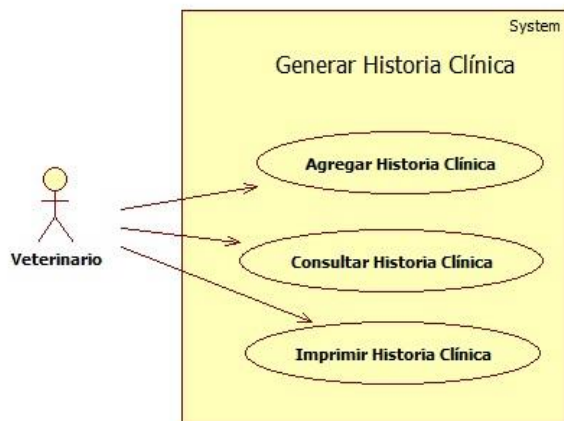 System
Generar Historia Clínica
Agregar Historia Clínica
Veterinario
Consultar Historia Clínica
Imprimir Historia Clínica